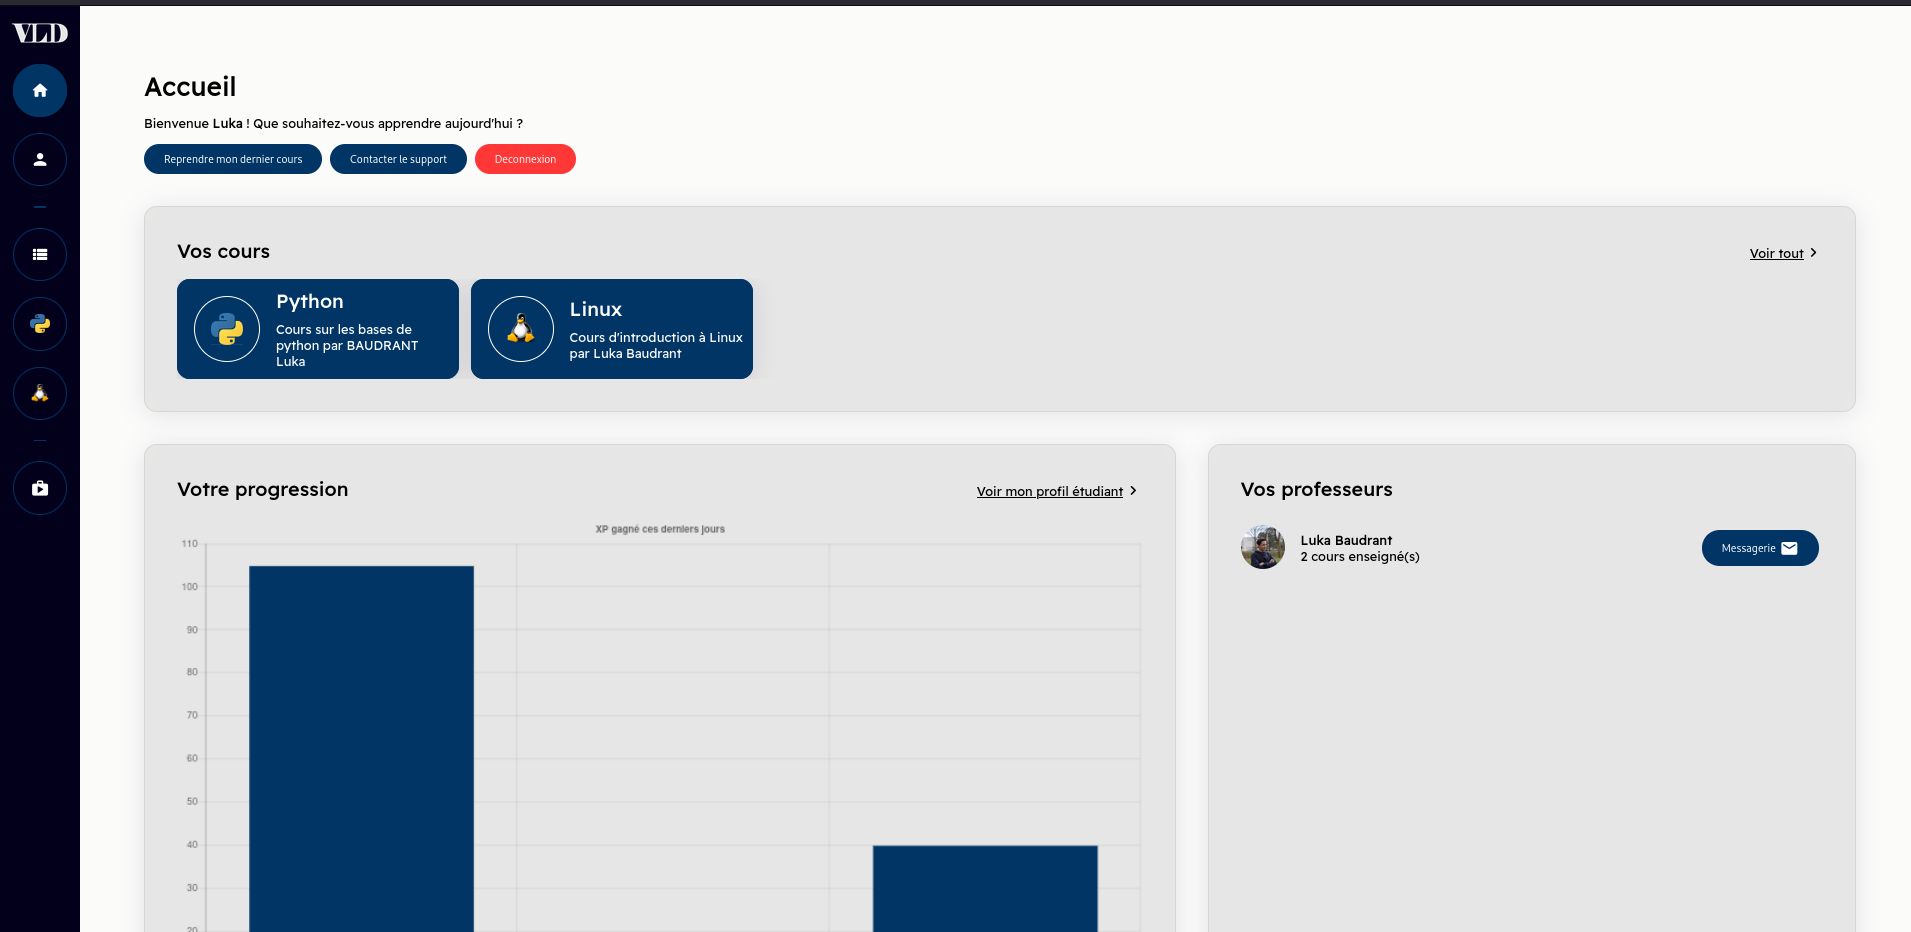 VLD
Accueil
Bienvenue Luka ! Que souhaitez-vous apprendre aujourd'hui ?
Reprendre mon dernier cours
Contacter le support
Deconnexion
Vos cours
Voir tout
Python
Cours sur les bases de
python par BAUDRANT
Luka
Linux
Cours d'introduction à Linux
par Luka Baudrant
Votre progression
Voir mon profil étudiant
XP gagné ces derniers jours
110
100
90
80
70
60
50
40
30
20
Vos professeurs
Luka Baudrant
2 cours enseigné(s)
Messagerie